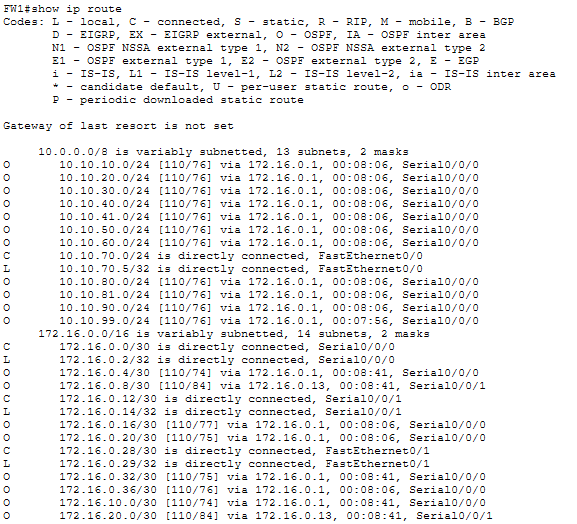 FW1#show ip route
Codes: L - local, C - connected, S - static, R - RIP, M - mobile, B - BGP
D - EIGRP, EX - EIGRP external, O - OSPF, IA - OSPF inter area
N1 - OSPF NSSA external type 1, N2 - OSPF NSSA external type 2
E1 - OSPF external type 1, E2 - OSPF external type 2, E - EGP
i - IS-IS, L1 - IS-IS level-1, L2 - IS-IS level-2, ia - IS-IS inter area
* - candidate default, U - per-user static route, o - ODR
P - periodic downloaded static route
Gateway of last resort is not set
10.0.0.0/8 is variably subnetted, 13 subnets, 2 masks
O 10.10.10.0/24 [110/76] via 172.16.0.1, 00:08:06, Serial0/0/0
O 10.10.20.0/24 [110/76] via 172.16.0.1, 00:08:06, Serial0/0/0
O 10.10.30.0/24 [110/76] via 172.16.0.1, 00:08:06, Serial0/0/0
O 10.10.40.0/24 [110/76] via 172.16.0.1, 00:08:06, Serial0/0/0
O 10.10.41.0/24 [110/76] via 172.16.0.1, 00:08:06, Serial0/0/0
O 10.10.50.0/24 [110/76] via 172.16.0.1, 00:08:06, Serial0/0/0
O 10.10.60.0/24 [110/76] via 172.16.0.1, 00:08:06, Serial0/0/0
C 10.10.70.0/24 is directly connected, FastEthernet0/0
L 10.10.70.5/32 is directly connected, FastEthernet0/0
O 10.10.80.0/24 [110/76] via 172.16.0.1, 00:08:06, Serial0/0/0
O 10.10.81.0/24 [110/76] via 172.16.0.1, 00:08:06, Serial0/0/0
O 10.10.90.0/24 [110/76] via 172.16.0.1, 00:08:06, Serial0/0/0
O 10.10.99.0/24 [110/76] via 172.16.0.1, 00:07:56, Serial0/0/0
172.16.0.0/16 is variably subnetted, 14 subnets, 2 masks
C 172.16.0.0/30 is directly connected, Serial0/0/0
L 172.16.0.2/32 is directly connected, Serial0/0/0
O 172.16.0.4/30 [110/74] via 172.16.0.1, 00:08:41, Serial0/0/0
O 172.16.0.8/30 [110/84] via 172.16.0.13, 00:08:41, Serial0/0/1
C 172.16.0.12/30 is directly connected, Serial0/0/1
L 172.16.0.14/32 is directly connected, Serial0/0/1
O 172.16.0.16/30 [110/77] via 172.16.0.1, 00:08:06, Serial0/0/0
O 172.16.0.20/30 [110/75] via 172.16.0.1, 00:08:06, Serial0/0/0
C 172.16.0.28/30 is directly connected, FastEthernet0/1
L 172.16.0.29/32 is directly connected, FastEthernet0/1
O 172.16.0.32/30 [110/75] via 172.16.0.1, 00:08:41, Serial0/0/0
O 172.16.0.36/30 [110/76] via 172.16.0.1, 00:08:06, Serial0/0/0
O 172.16.10.0/30 [110/74] via 172.16.0.1, 00:08:41, Serial0/0/0
O 172.16.20.0/30 [110/84] via 172.16.0.13, 00:08:41, Serial0/0/1